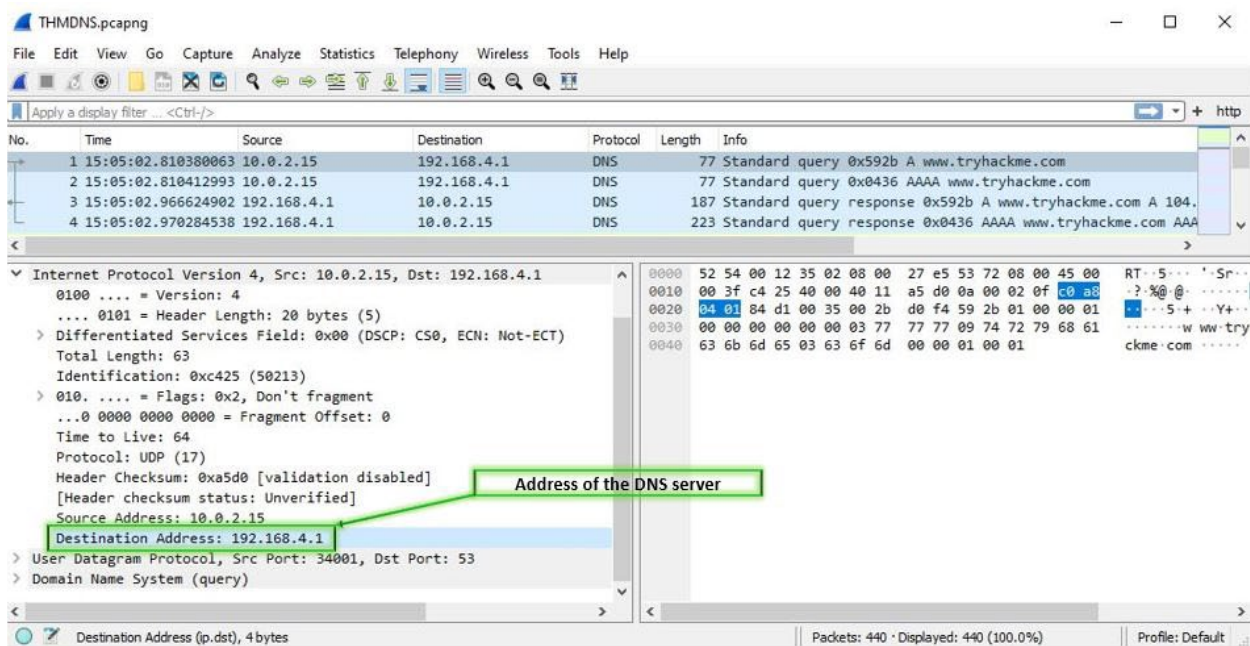 THMDNS.pcapng
File Edit View Go Capture Analyze Statistics Telephony Wireless Tools Help
Apply a display filter ... <Ctrl-/> + http
No. Time Source Destination Protocol Length Info
1 15:05:02.810380063 10.0.2.15 192.168.4.1 DNS 77 Standard query 0x592b A www.tryhackme.com
2 15:05:02.810412993 10.0.2.15 192.168.4.1 DNS 77 Standard query 0x0436 AAAA www.tryhackme.com
3 15:05:02.966624902 192.168.4.1 10.0.2.15 DNS 187 Standard query response 0x592b A www.tryhackme.com A 104.
4 15:05:02.970284538 192.168.4.1 10.0.2.15 DNS 223 Standard query response 0x0436 AAAA www.tryhackme.com AAA
Internet Protocol Version 4, Src: 10.0.2.15, Dst: 192.168.4.1
0100 .... = Version: 4
.... 0101 = Header Length: 20 bytes (5)
> Differentiated Services Field: 0x00 (DSCP: CS0, ECN: Not-ECT)
Total Length: 63
Identification: 0xc425 (50213)
> 010. .... = Flags: 0x2, Don't fragment
...0 0000 0000 0000 = Fragment Offset: 0
Time to Live: 64
Protocol: UDP (17)
Header Checksum: 0xa5d0 [validation disabled]
[Header checksum status: Unverified]
Source Address: 10.0.2.15
Destination Address: 192.168.4.1
> User Datagram Protocol, Src Port: 34001, Dst Port: 53
> Domain Name System (query)
Address of the DNS server
0000 52 54 00 12 35 02 08 00 27 e5 53 72 08 00 45 00 RT··5··· '·Sr··
0010 00 3f c4 25 40 00 40 11 a5 d0 0a 00 02 0f c0 a8 ·?·%@·@· ······
0020 04 01 84 d1 00 35 00 2b d0 f4 59 2b 01 00 00 01 ·····5·+ ··Y+··
0030 00 00 00 00 00 00 03 77 77 77 09 74 72 79 68 61 ·······w ww·try
0040 63 6b 6d 65 03 63 6f 6d 00 00 01 00 01 ckme·com ·····
Destination Address (ip.dst), 4 bytes Packets: 440 · Displayed: 440 (100.0%) Profile: Default